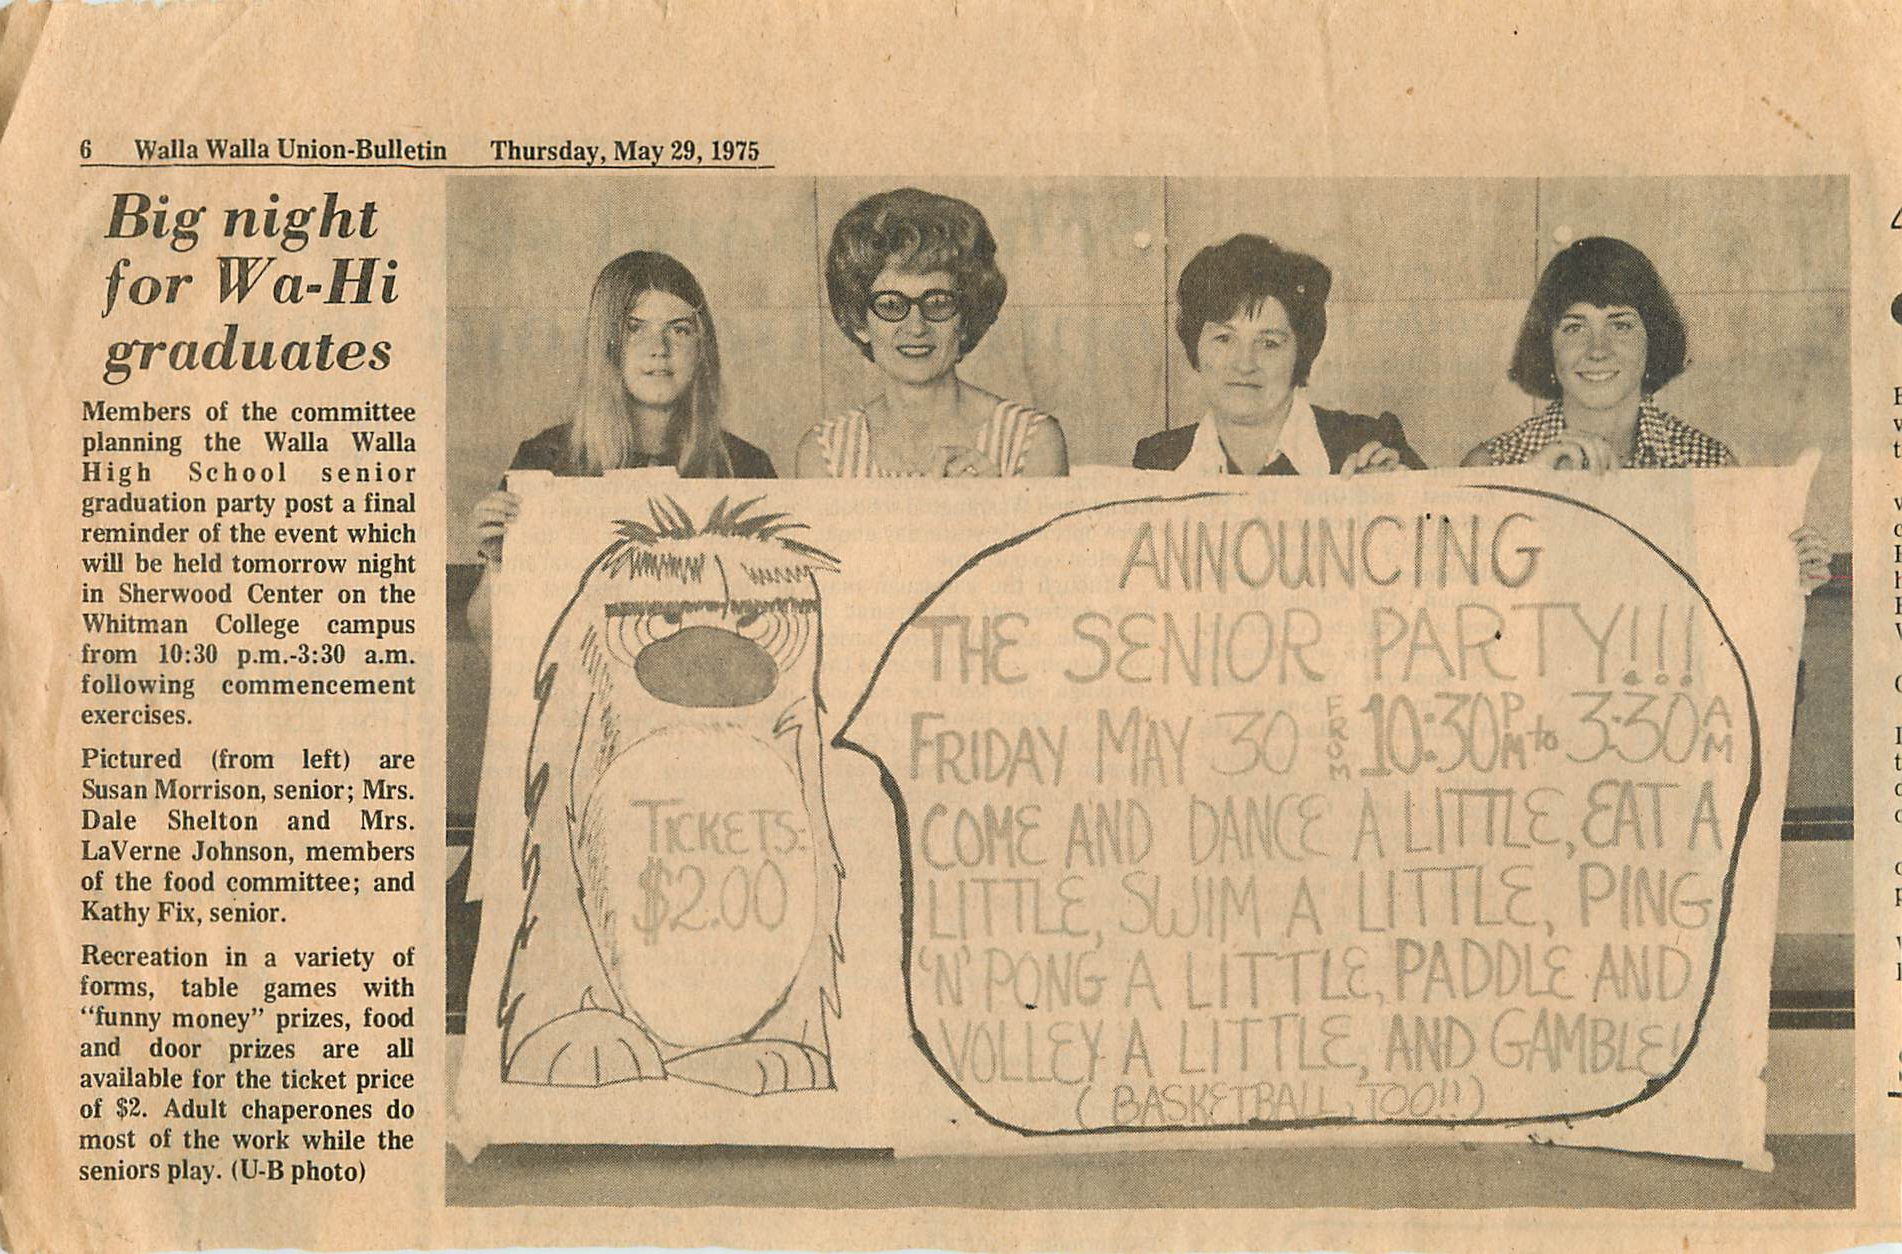 6 Walla Walla Union-Bulletin Thursday, May 29, 1975
Big night
for Wa-Hi
graduates
Members of the committee
planning the Walla Walla
High School senior
graduation party post a final
reminder of the event which
will be held tomorrow night
in Sherwood Center on the
Whitman College campus
from 10:30 p.m.-3:30 a.m.
following commencement
exercises.
Pictured (from left) are
Susan Morrison, senior; Mrs.
Dale Shelton and Mrs.
LaVerne Johnson, members
of the food committee; and
Kathy Fix, senior.
Recreation in a variety of
forms, table games with
“funny money” prizes, food
and door prizes are all
available for the ticket price
of $2. Adult chaperones do
most of the work while the
seniors play. (U-B photo)
TICKETS:
$2.00
ANNOUNCING
THE SENIOR PARTY!!!
FRIDAY MAY 30 FROM 10:30 PM to 3:30 AM
COME AND DANCE A LITTLE, EAT A
LITTLE, SWIM A LITTLE, PING
'N' PONG A LITTLE, PADDLE AND
VOLLEY A LITTLE, AND GAMBLE!
(BASKETBALL, TOO!!)